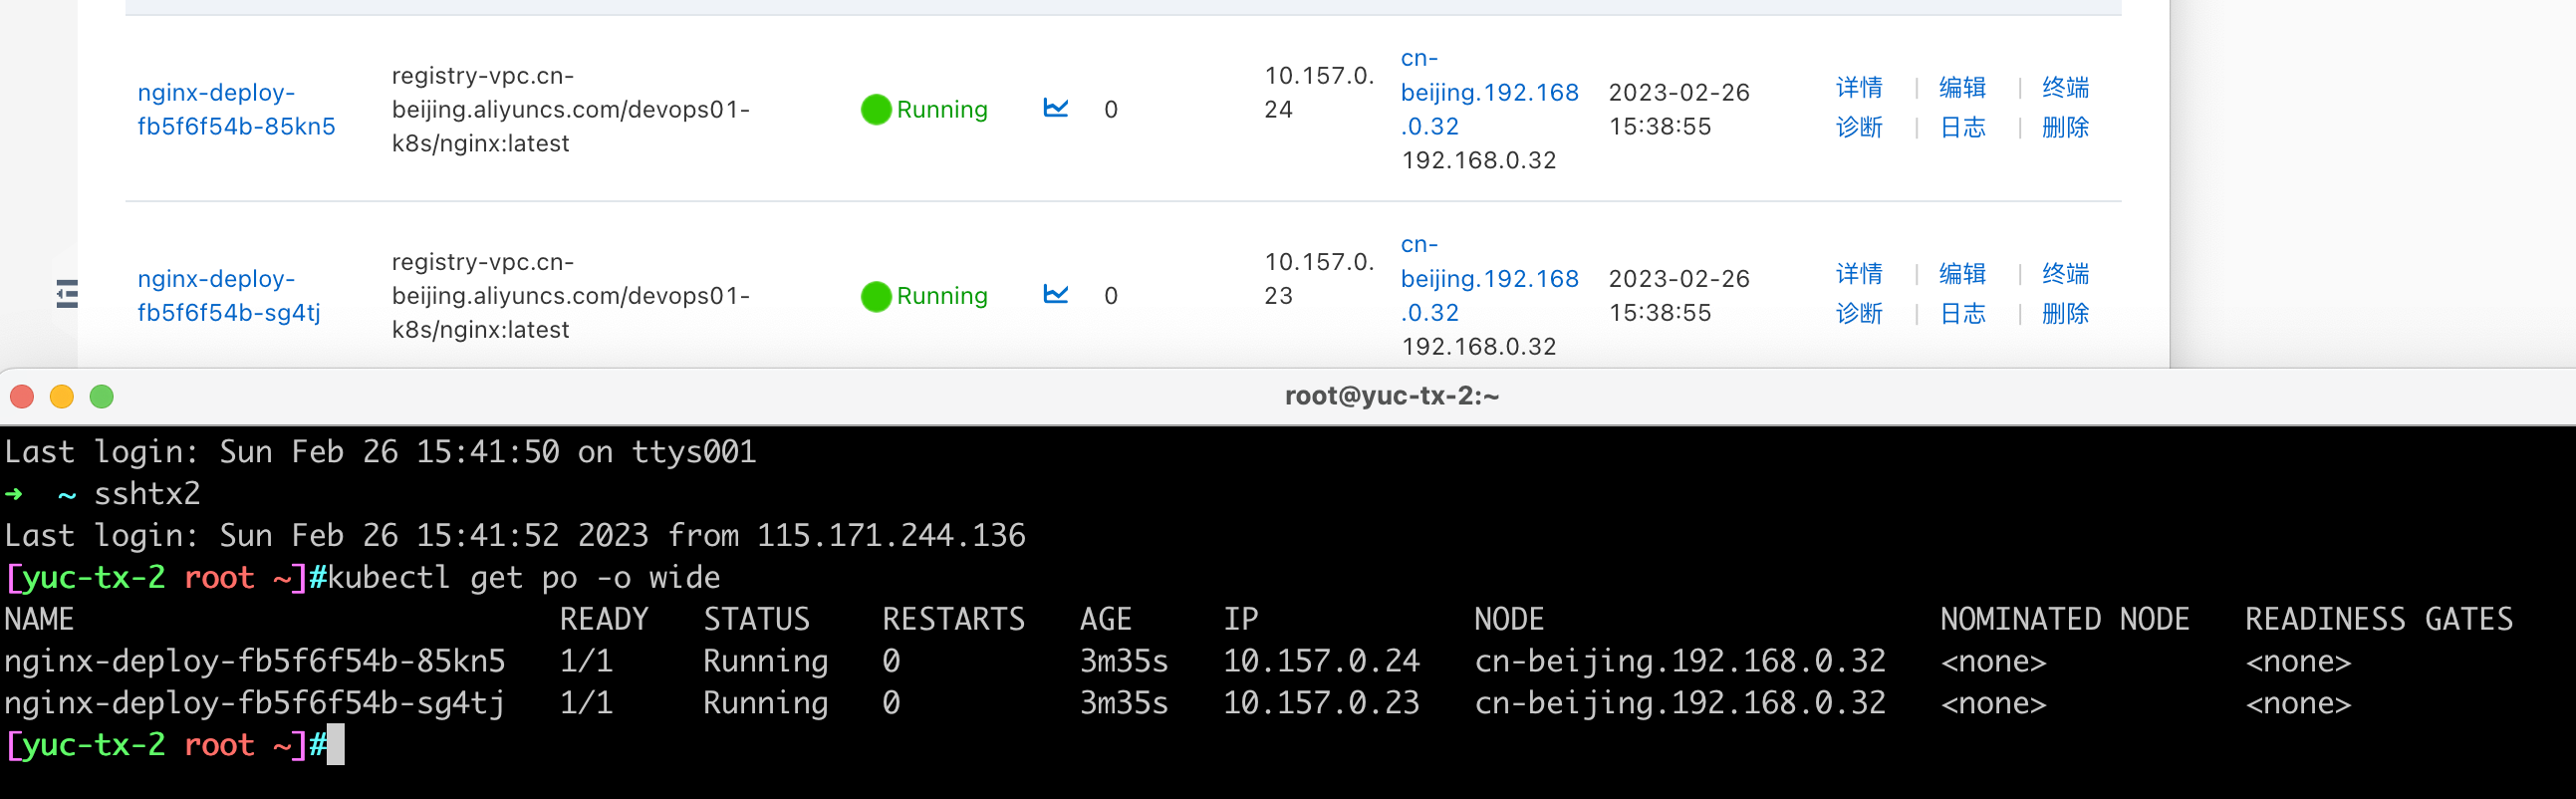 nginx-deploy-
fb5f6f54b-85kn5
registry-vpc.cn-
beijing.aliyuncs.com/devops01-
k8s/nginx:latest
Running
0
10.157.0.
24
cn-
beijing.192.168
.0.32
192.168.0.32
2023-02-26
15:38:55
详情 | 编辑 | 终端
诊断 | 日志 | 删除
nginx-deploy-
fb5f6f54b-sg4tj
registry-vpc.cn-
beijing.aliyuncs.com/devops01-
k8s/nginx:latest
Running
0
10.157.0.
23
cn-
beijing.192.168
.0.32
192.168.0.32
2023-02-26
15:38:55
详情 | 编辑 | 终端
诊断 | 日志 | 删除
root@yuc-tx-2:~
Last login: Sun Feb 26 15:41:50 on ttys001
→ ~ sshtx2
Last login: Sun Feb 26 15:41:52 2023 from 115.171.244.136
[yuc-tx-2 root ~]#kubectl get po -o wide
NAME READY STATUS RESTARTS AGE IP NODE NOMINATED NODE READINESS GATES
nginx-deploy-fb5f6f54b-85kn5 1/1 Running 0 3m35s 10.157.0.24 cn-beijing.192.168.0.32 <none> <none>
nginx-deploy-fb5f6f54b-sg4tj 1/1 Running 0 3m35s 10.157.0.23 cn-beijing.192.168.0.32 <none> <none>
[yuc-tx-2 root ~]#